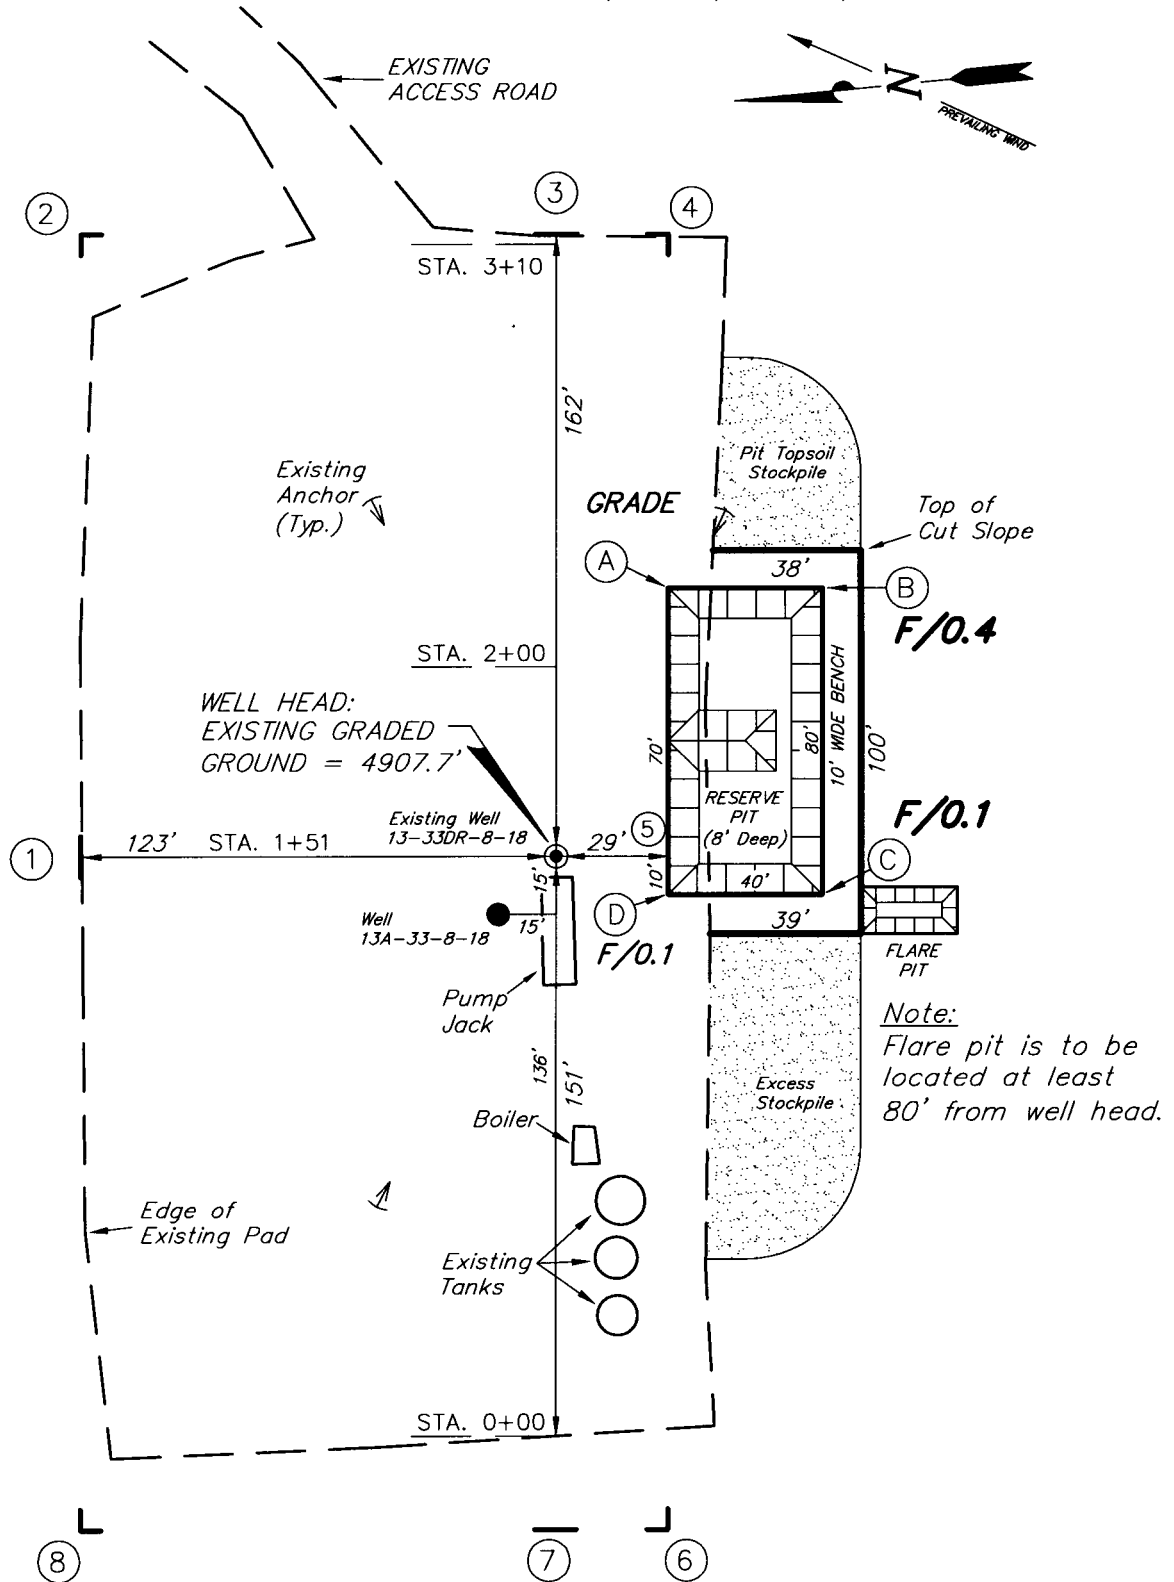 EXISTING
ACCESS ROAD
N
PREVAILING WIND
2
3
4
STA. 3+10
162'
Existing
Anchor
(Typ.)
Pit Topsoil
Stockpile
GRADE
Top of
Cut Slope
A
38'
B
F/0.4
STA. 2+00
10' WIDE BENCH
WELL HEAD:
EXISTING GRADED
GROUND = 4907.7'
70'
80'
100'
RESERVE
PIT
(8' Deep)
F/0.1
Existing Well
13-33DR-8-18
5
1
123'
STA. 1+51
29'
C
15'
10'
40'
D
Well
13A-33-8-18
15'
39'
F/0.1
FLARE
PIT
Pump
Jack
Note:
Flare pit is to be
located at least
80' from well head.
136'
151'
Excess
Stockpile
Boiler
Edge of
Existing Pad
Existing
Tanks
STA. 0+00
8
7
6